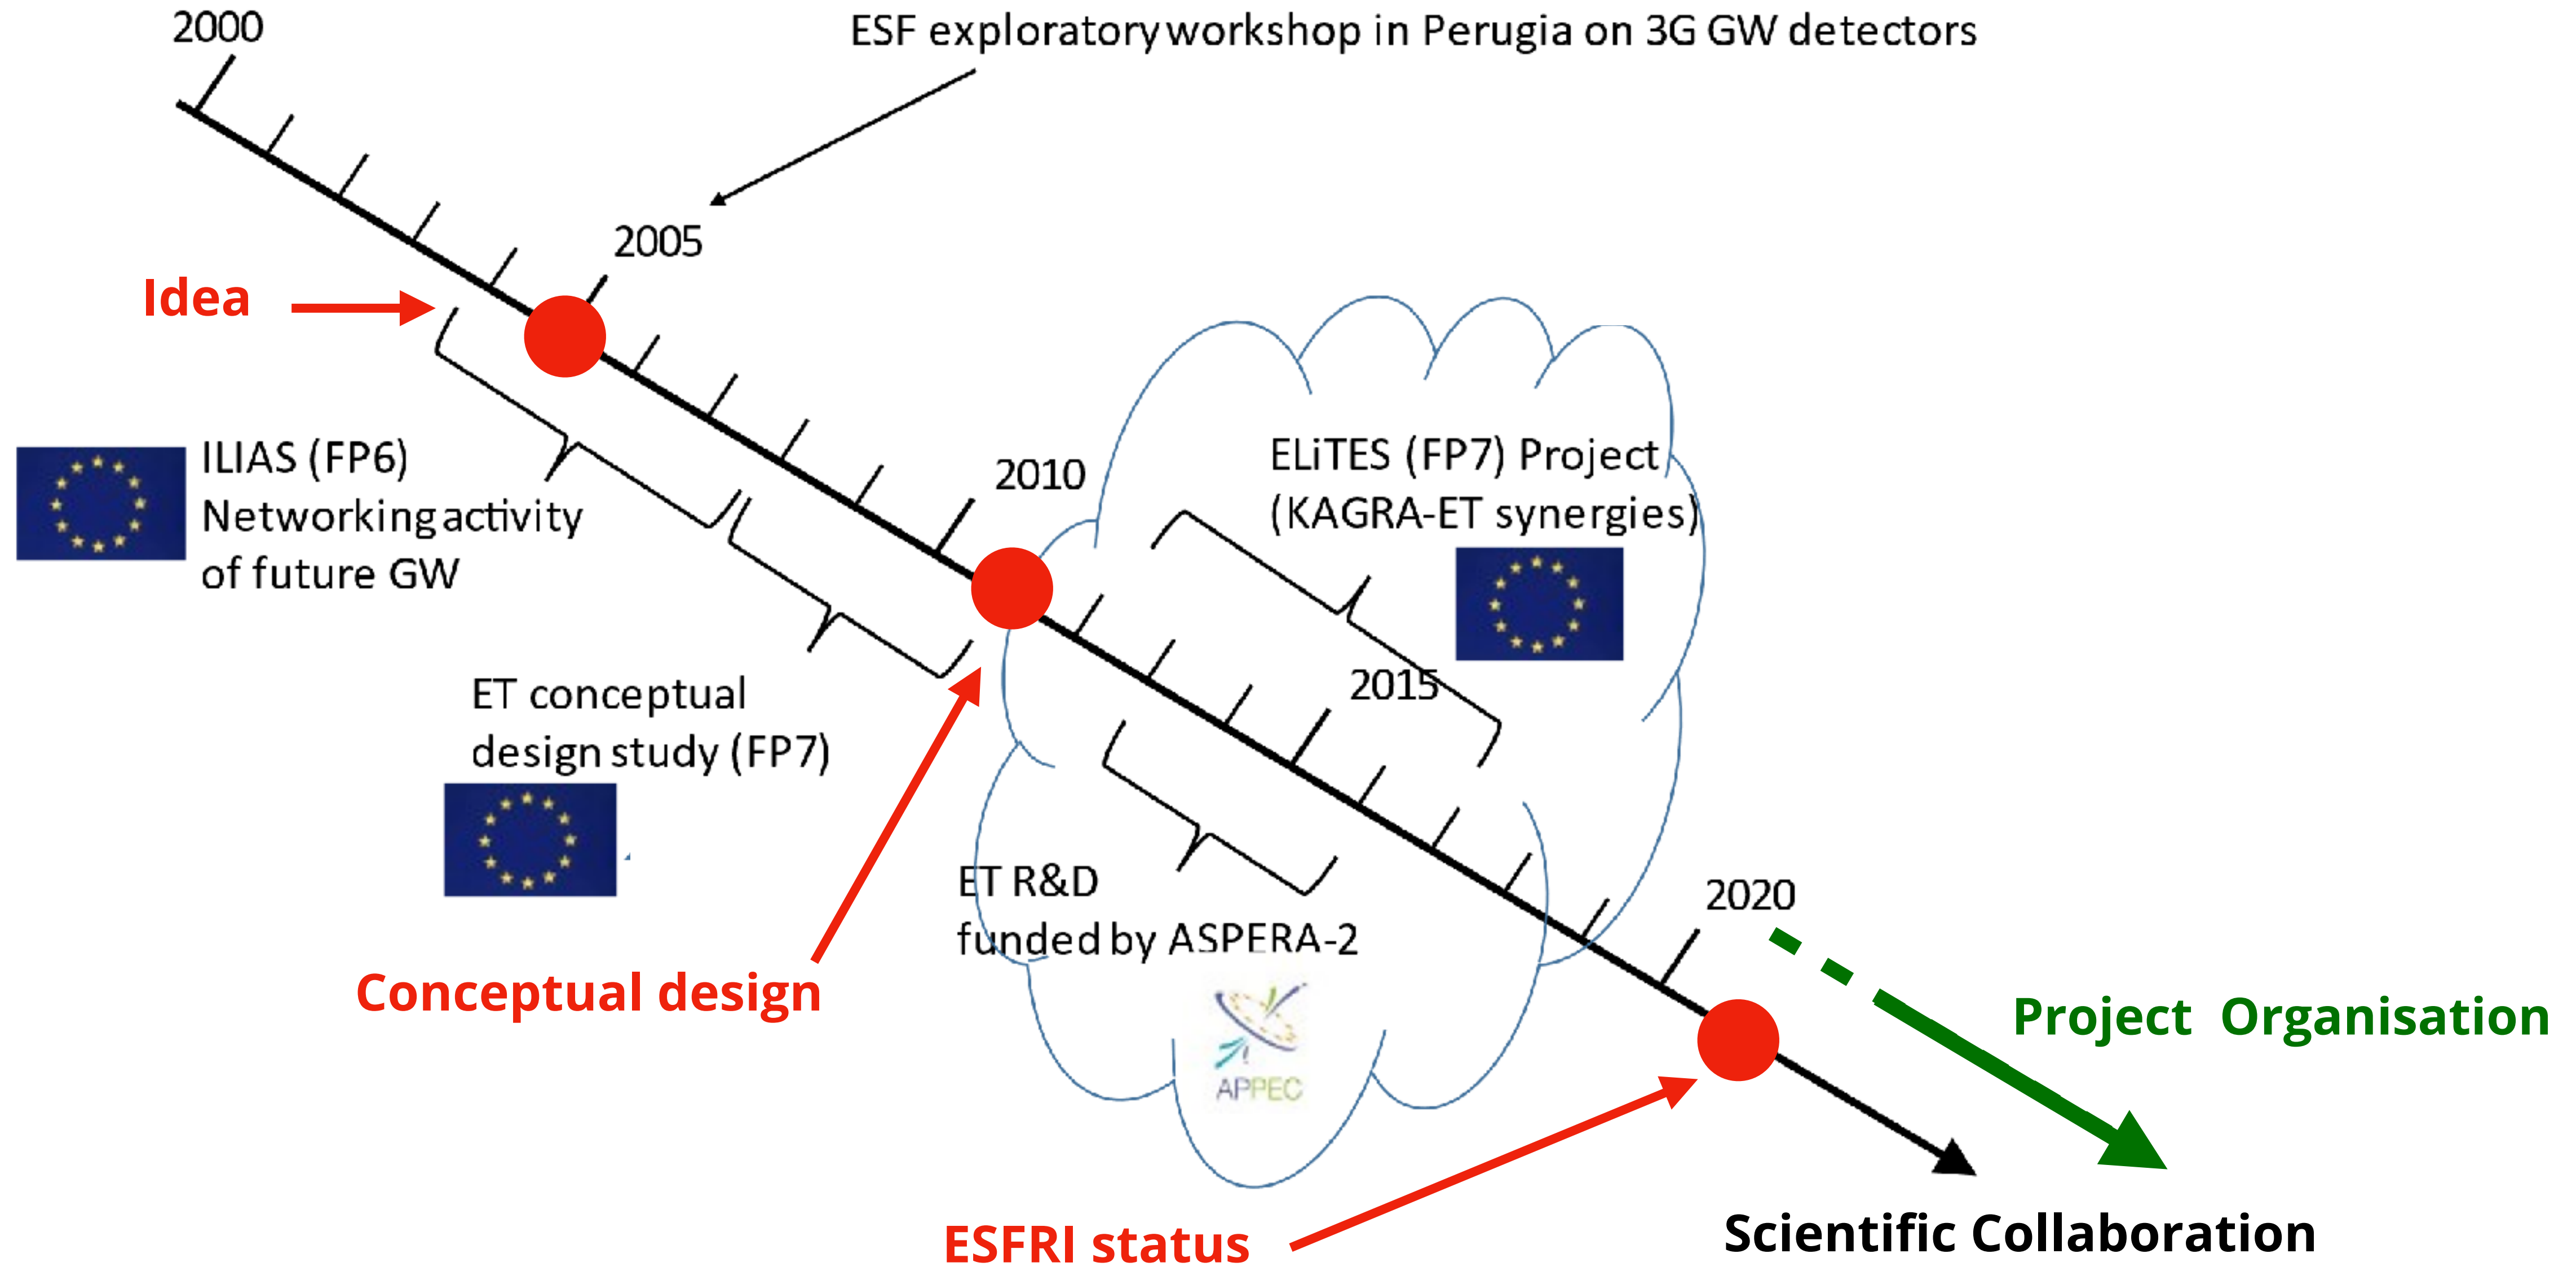 2000
ESF exploratory workshop in Perugia on 3G GW detectors
2005
Idea
ILIAS (FP6)
Networking activity
of future GW
2010
ELiTES (FP7) Project
(KAGRA-ET synergies)
ET conceptual
design study (FP7)
2015
ET R&D
funded by ASPERA-2
2020
Conceptual design
Project Organisation
APPEC
ESFRI status
Scientific Collaboration